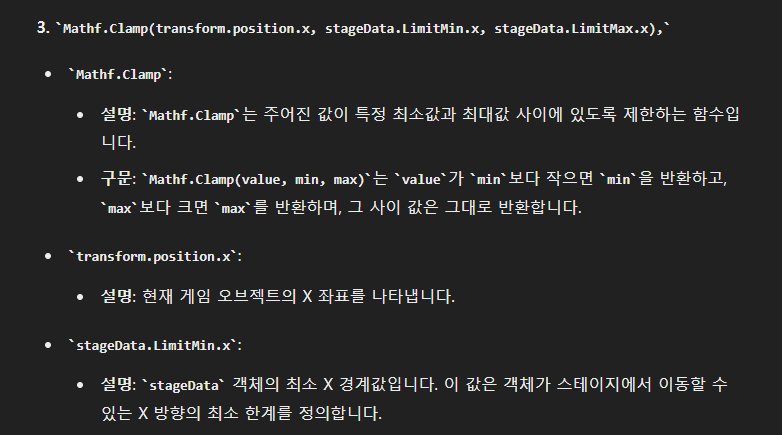 3. `Mathf.Clamp(transform.position.x, stageData.LimitMin.x, stageData.LimitMax.x),`
• `Mathf.Clamp`:
• 설명: `Mathf.Clamp`는 주어진 값이 특정 최소값과 최대값 사이에 있도록 제한하는 함수입
니다.
• 구문: `Mathf.Clamp(value, min, max)`는 `value`가 `min`보다 작으면 `min`을 반환하고,
`max`보다 크면 `max`를 반환하며, 그 사이 값은 그대로 반환합니다.
• `transform.position.x`:
• 설명: 현재 게임 오브젝트의 X 좌표를 나타냅니다.
• `stageData.LimitMin.x`:
• 설명: `stageData` 객체의 최소 X 경계값입니다. 이 값은 객체가 스테이지에서 이동할 수
있는 X 방향의 최소 한계를 정의합니다.